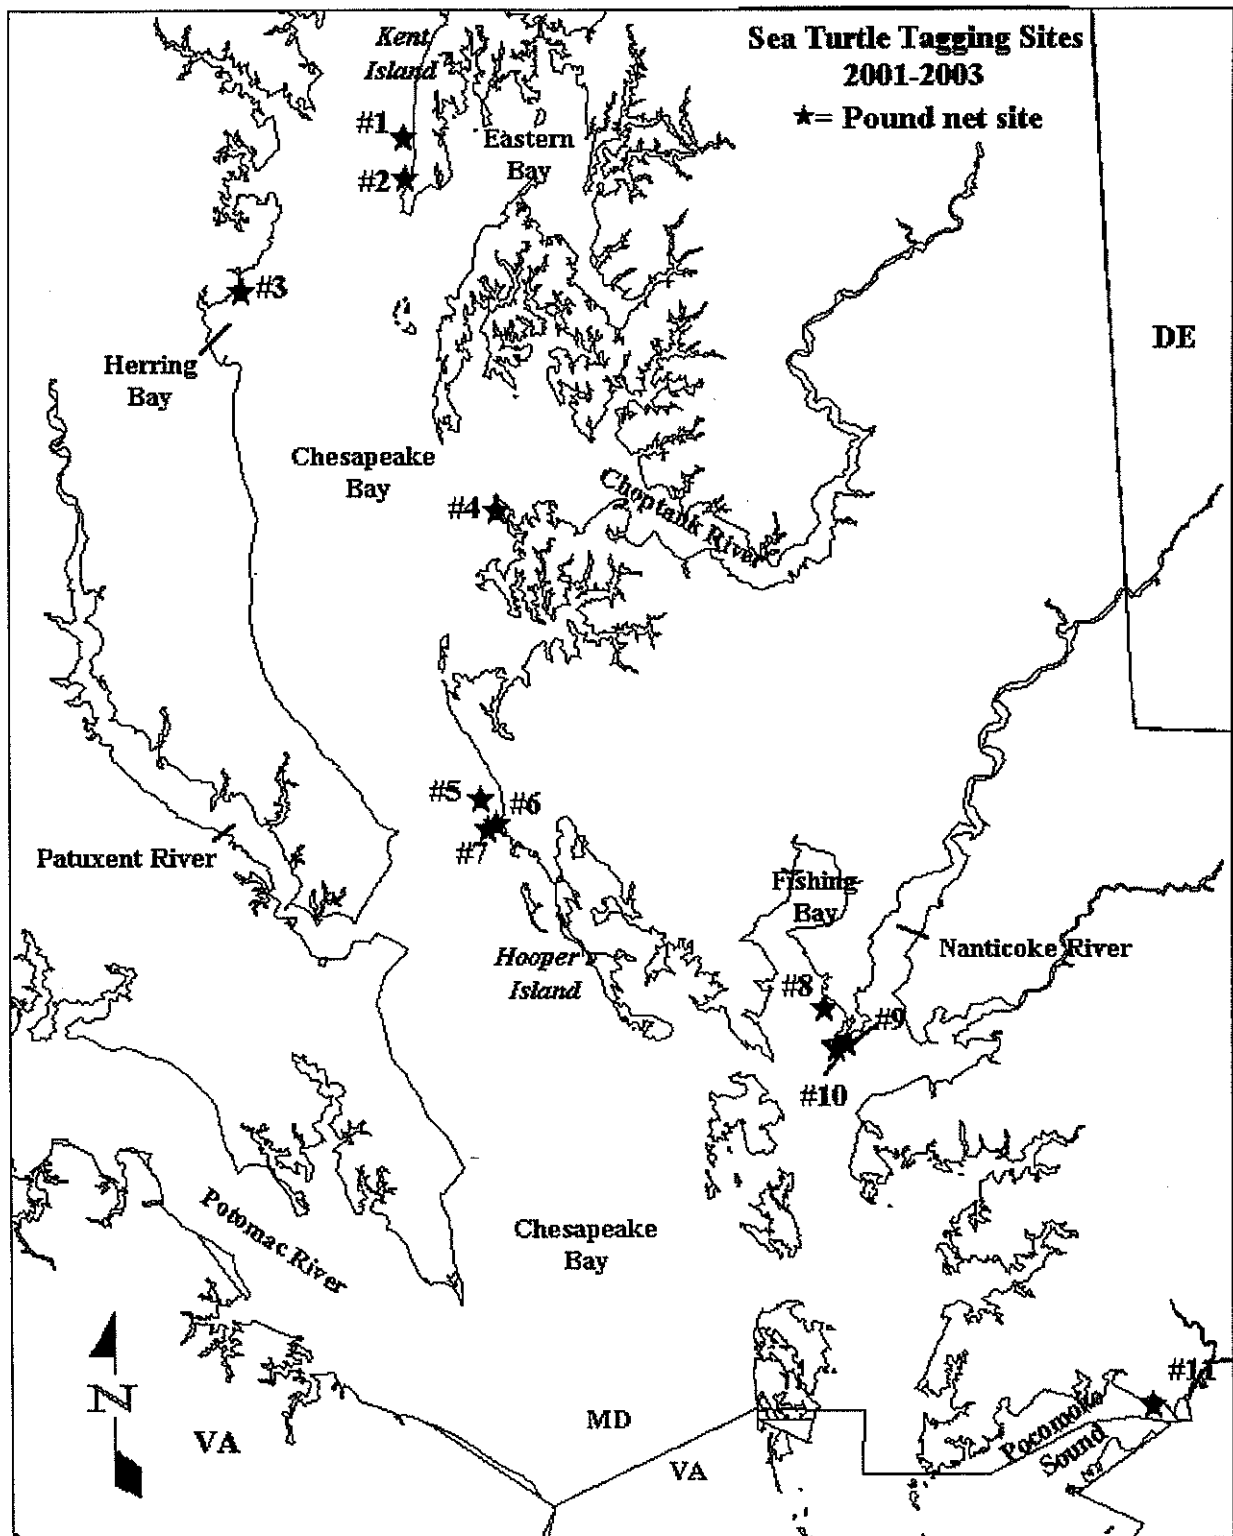 Kent
Island
Sea Turtle Tagging Sites
2001-2003
★= Pound net site
#1
Eastern
Bay
#2
#3
DE
Herring
Bay
Chesapeake
Bay
#4
Choptank River
#5
#6
#7
Patuxent River
Fishing
Bay
Nanticoke River
Hooper
Island
#8
#9
#10
Potomac River
Chesapeake
Bay
#11
N
Pocomoke
Sound
MD
VA
VA